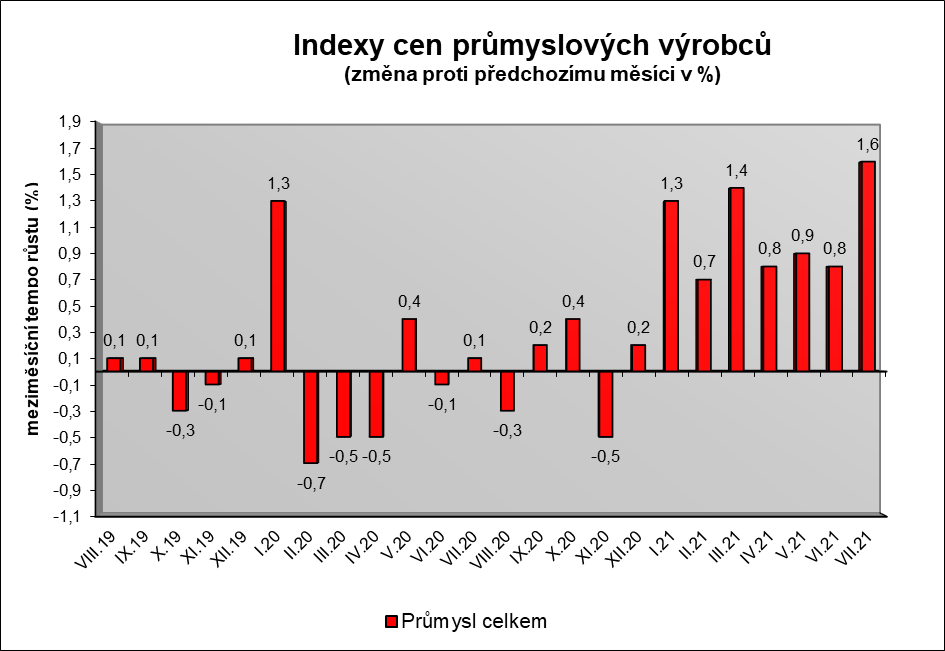 Indexy cen průmyslových výrobců
(změna proti předchozímu měsíci v %)
meziměsíční tempo růstu (%)
1,9
1,7
1,5
1,3
1,1
0,9
0,7
0,5
0,3
0,1
-0,1
-0,3
-0,5
-0,7
-0,9
-1,1
0,1
0,1
-0,3
-0,1
0,1
1,3
-0,7
-0,5
-0,5
0,4
-0,1
0,1
-0,3
0,2
0,4
-0,5
0,2
1,3
0,7
1,4
0,8
0,9
0,8
1,6
VIII.19
IX.19
X.19
XI.19
XII.19
I.20
II.20
III.20
IV.20
V.20
VI.20
VII.20
VIII.20
IX.20
X.20
XI.20
XII.20
I.21
II.21
III.21
IV.21
V.21
VI.21
VII.21
Průmysl celkem